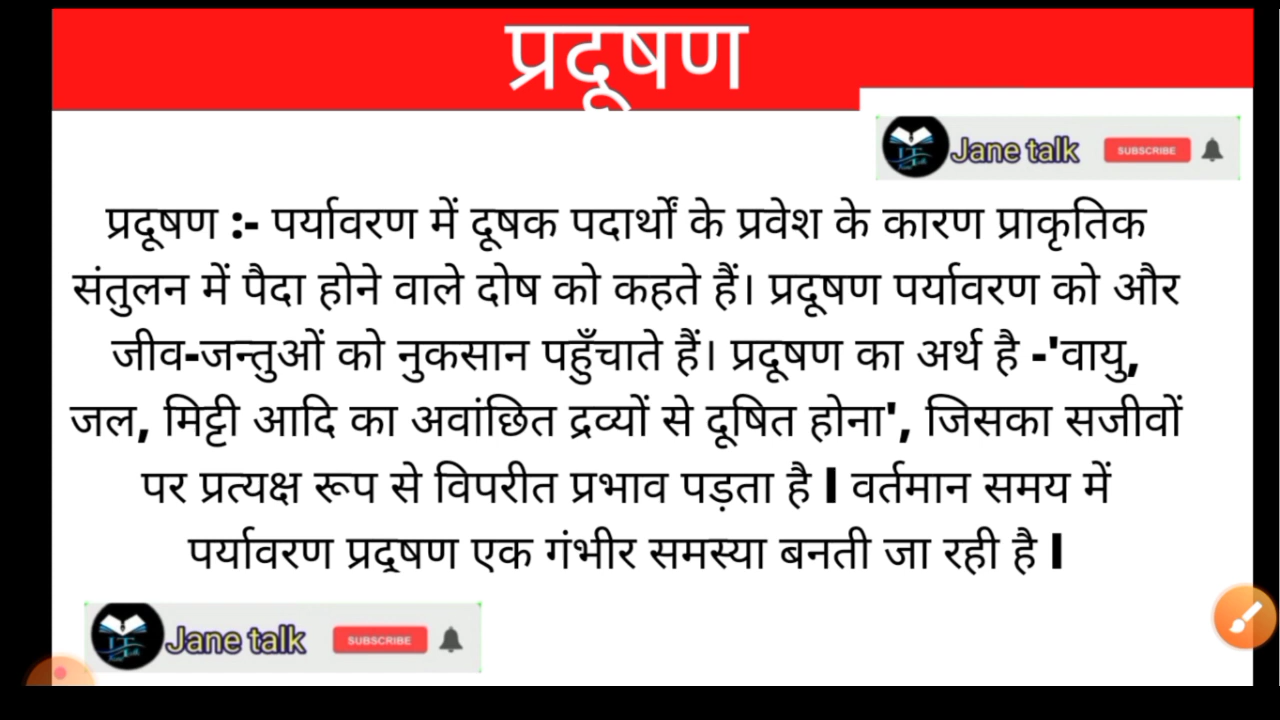 प्रदूषण
Jane talk SUBSCRIBE
प्रदूषण :- पर्यावरण में दूषक पदार्थों के प्रवेश के कारण प्राकृतिक
संतुलन में पैदा होने वाले दोष को कहते हैं। प्रदूषण पर्यावरण को और
जीव-जन्तुओं को नुकसान पहुँचाते हैं। प्रदूषण का अर्थ है -'वायु,
जल, मिट्टी आदि का अवांछित द्रव्यों से दूषित होना', जिसका सजीवों
पर प्रत्यक्ष रूप से विपरीत प्रभाव पड़ता है l वर्तमान समय में
पर्यावरण प्रदूषण एक गंभीर समस्या बनती जा रही है l
Jane talk SUBSCRIBE